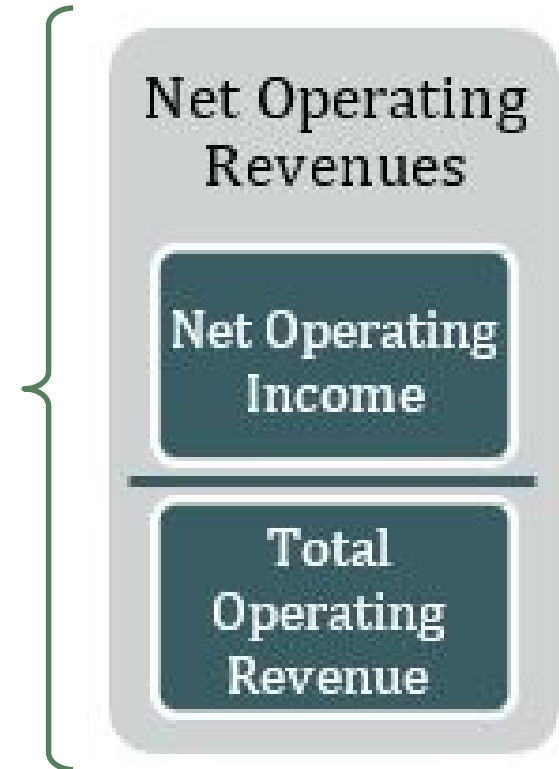 Net Operating
Revenues
Net Operating
Income
Total
Operating
Revenue